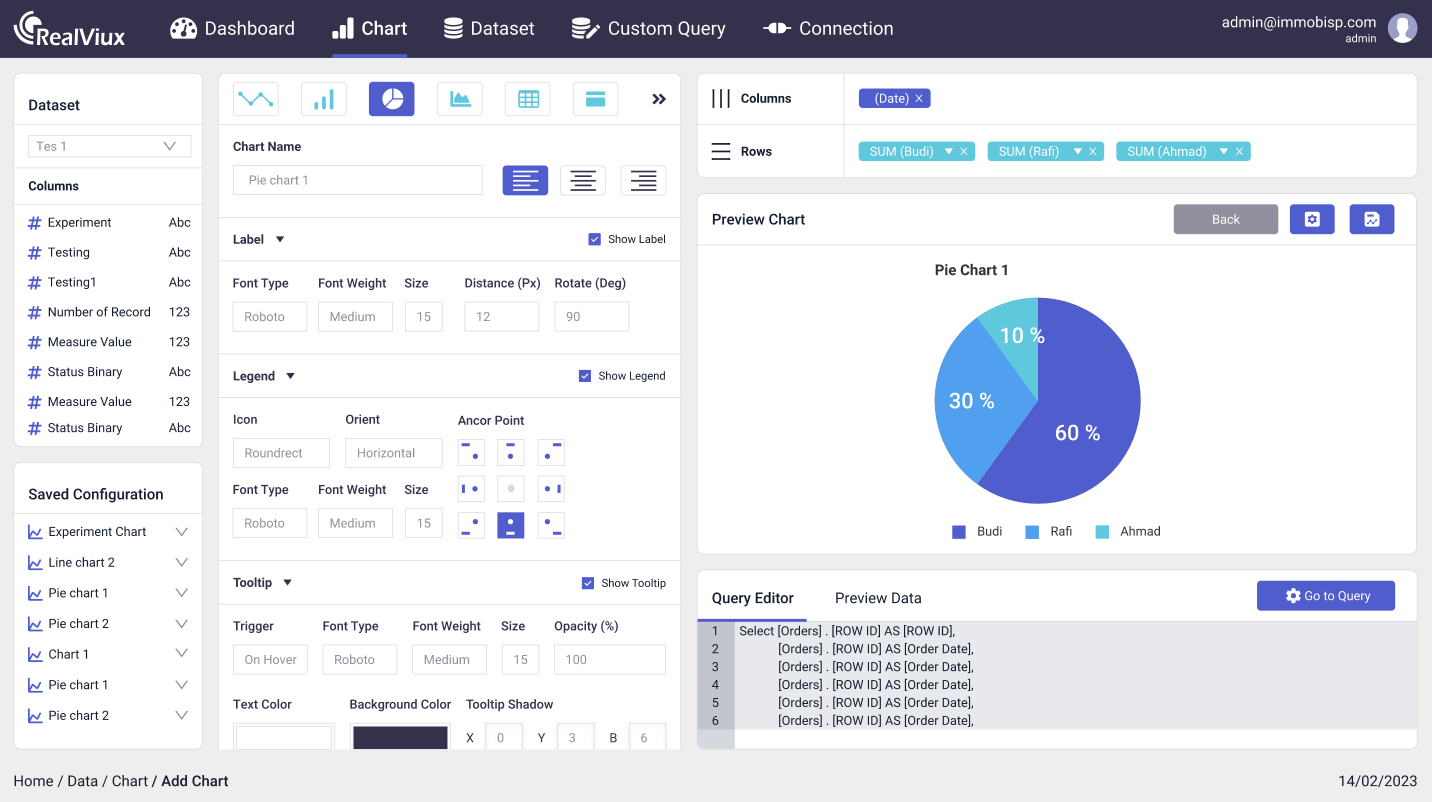 RealViux
Dashboard
Chart
Dataset
Custom Query
Connection
admin@immobisp.com
admin
Dataset
Tes 1
Columns
Experiment Abc
Testing Abc
Testing1 Abc
Number of Record 123
Measure Value 123
Status Binary Abc
Measure Value 123
Status Binary Abc
Saved Configuration
Experiment Chart
Line chart 2
Pie chart 1
Pie chart 2
Chart 1
Pie chart 1
Pie chart 2
Chart Name
Pie chart 1
Label
Show Label
Font Type Font Weight Size Distance (Px) Rotate (Deg)
Roboto Medium 15 12 90
Legend
Show Legend
Icon Orient Ancor Point
Roundrect Horizontal
Font Type Font Weight Size
Roboto Medium 15
Tooltip
Show Tooltip
Trigger Font Type Font Weight Size Opacity (%)
On Hover Roboto Medium 15 100
Text Color Background Color Tooltip Shadow
X 0 Y 3 B 6
Columns
(Date)
Rows
SUM (Budi) SUM (Rafi) SUM (Ahmad)
Preview Chart
Back
Pie Chart 1
10 %
30 %
60 %
Budi Rafi Ahmad
Query Editor
Preview Data
Go to Query
1 Select [Orders] . [ROW ID] AS [ROW ID],
2 [Orders] . [ROW ID] AS [Order Date],
3 [Orders] . [ROW ID] AS [Order Date],
4 [Orders] . [ROW ID] AS [Order Date],
5 [Orders] . [ROW ID] AS [Order Date],
6 [Orders] . [ROW ID] AS [Order Date],
Home / Data / Chart / Add Chart
14/02/2023